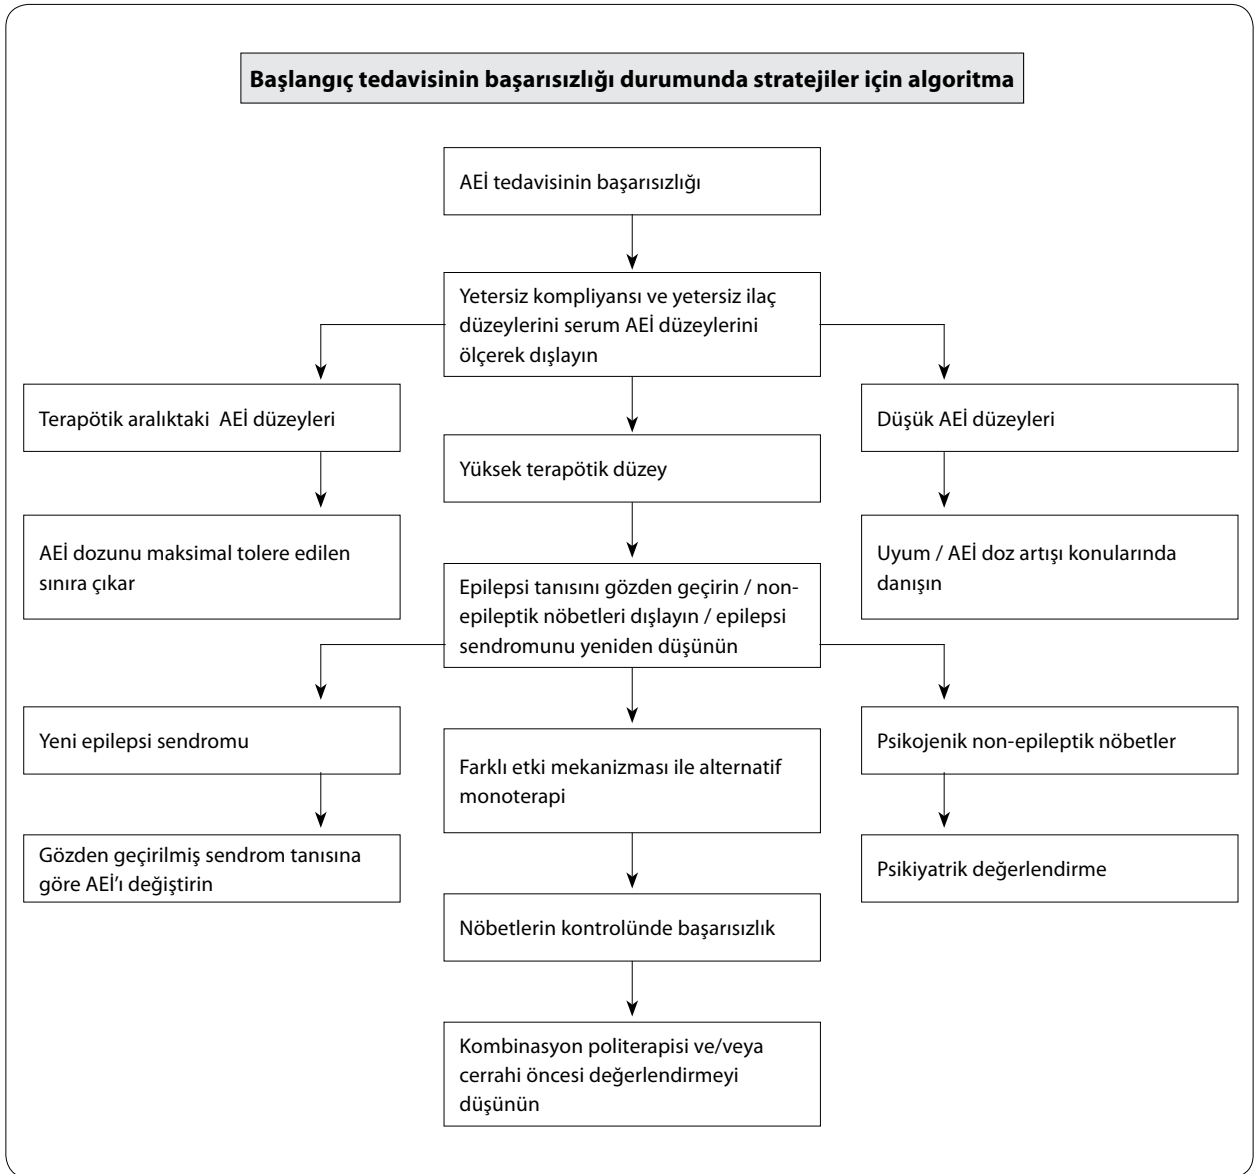 Başlangıç tedavisinin başarısızlığı durumunda stratejiler için algoritma
AEİ tedavisinin başarısızlığı
Yetersiz kompliyansı ve yetersiz ilaç
düzeylerini serum AEİ düzeylerini
ölçerek dışlayın
Terapötik aralıktaki AEİ düzeyleri
Yüksek terapötik düzey
Düşük AEİ düzeyleri
AEİ dozunu maksimal tolere edilen
sınıra çıkar
Epilepsi tanısını gözden geçirin / non-
epileptik nöbetleri dışlayın / epilepsi
sendromunu yeniden düşünün
Uyum / AEİ doz artışı konularında
danışın
Yeni epilepsi sendromu
Farklı etki mekanizması ile alternatif
monoterapi
Psikojenik non-epileptik nöbetler
Gözden geçirilmiş sendrom tanısına
göre AEİ'ı değiştirin
Nöbetlerin kontrolünde başarısızlık
Psikiyatrik değerlendirme
Kombinasyon politerapisi ve/veya
cerrahi öncesi değerlendirmeyi
düşünün